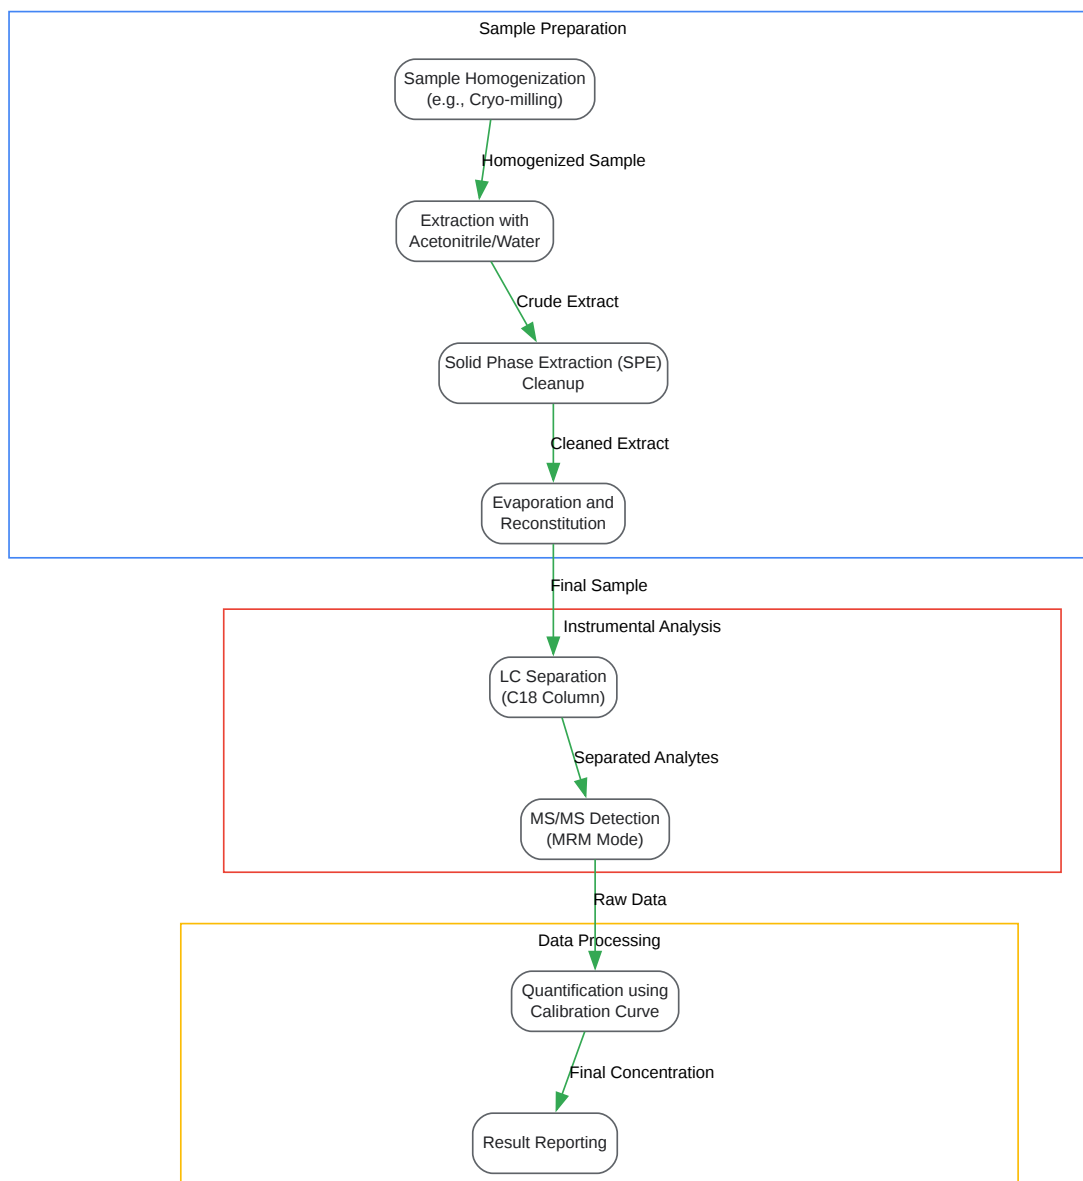 Sample Preparation
Sample Homogenization
(e.g., Cryo-milling)
Homogenized Sample
Extraction with
Acetonitrile/Water
Crude Extract
Solid Phase Extraction (SPE)
Cleanup
Cleaned Extract
Evaporation and
Reconstitution
Final Sample
Instrumental Analysis
LC Separation
(C18 Column)
Separated Analytes
MS/MS Detection
(MRM Mode)
Raw Data
Data Processing
Quantification using
Calibration Curve
Final Concentration
Result Reporting